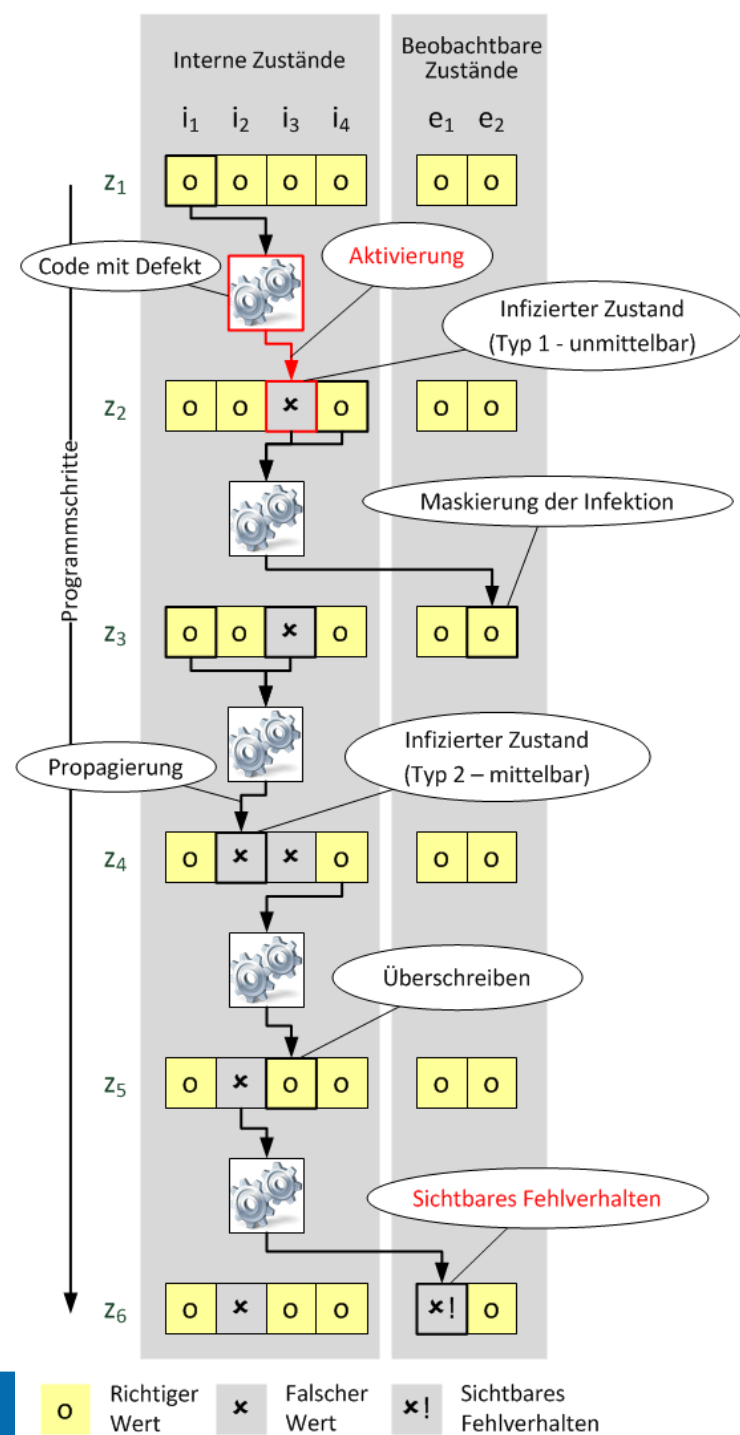 Interne Zustände
Beobachtbare
Zustände
i₁ i₂ i₃ i₄
e₁ e₂
z₁
o o o o
o o
Code mit Defekt
Aktivierung
Infizierter Zustand
(Typ 1 - unmittelbar)
z₂
o o × o
o o
Maskierung der Infektion
Programmschritte
z₃
o o × o
o o
Propagierung
Infizierter Zustand
(Typ 2 – mittelbar)
z₄
o × × o
o o
Überschreiben
z₅
o × o o
o o
Sichtbares Fehlverhalten
z₆
o × o o
×! o
o
Richtiger
Wert
×
Falscher
Wert
×!
Sichtbares
Fehlverhalten